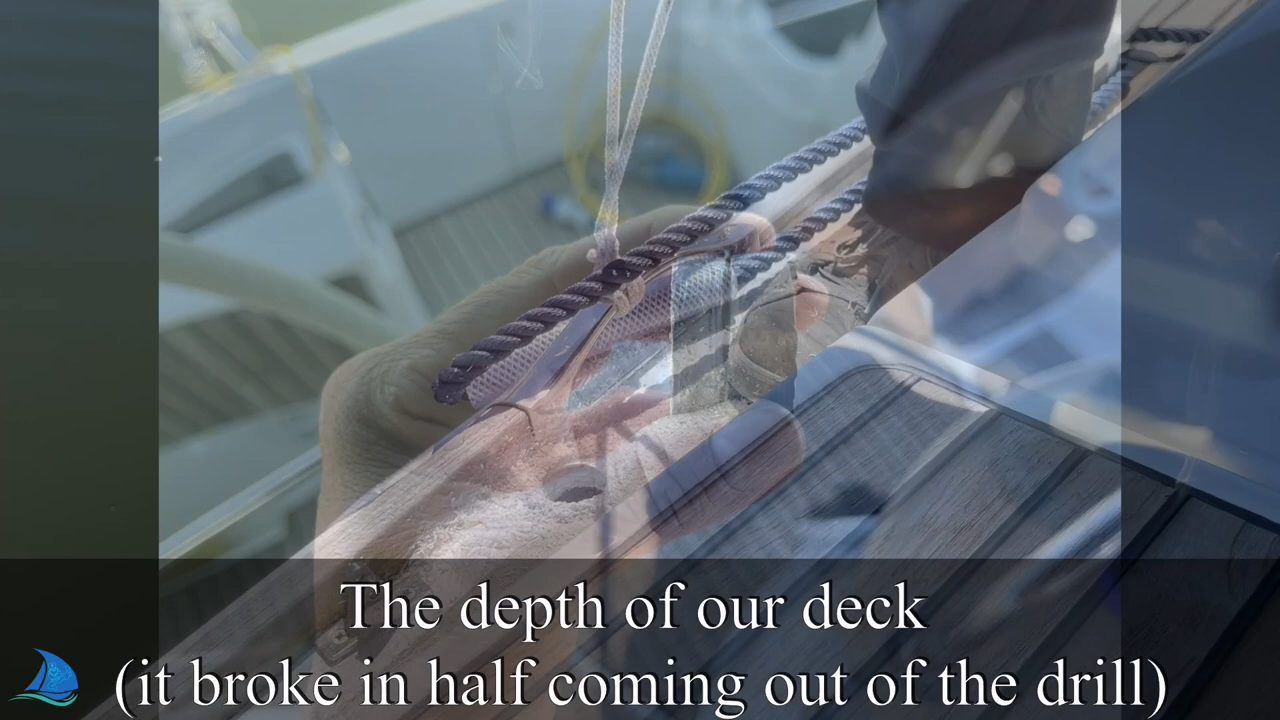 The depth of our deck
(it broke in half coming out of the drill)